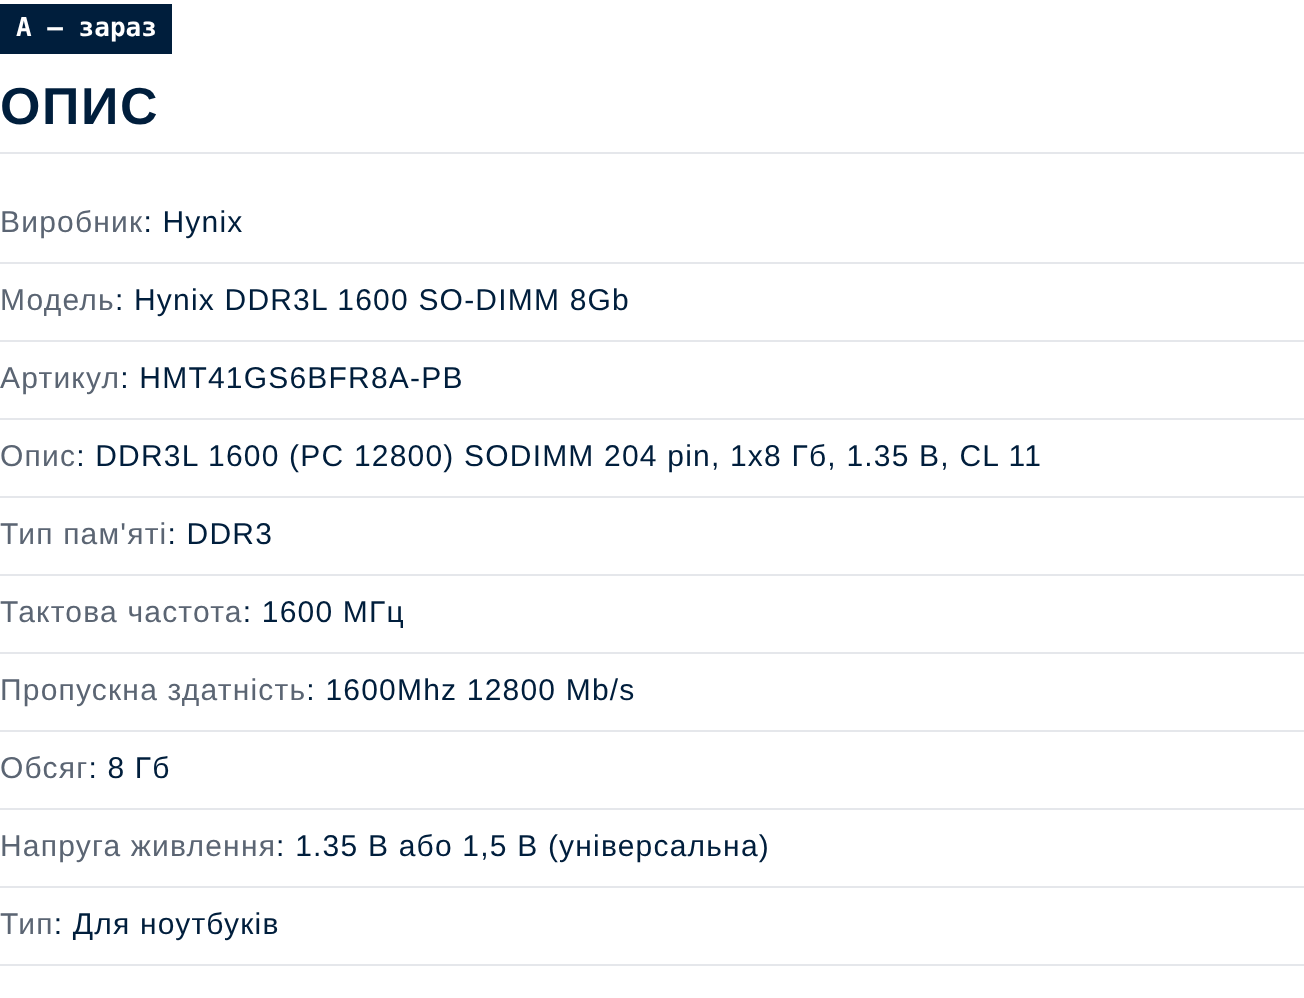 А — зараз
ОПИС
Виробник: Hynix
Модель: Hynix DDR3L 1600 SO-DIMM 8Gb
Артикул: HMT41GS6BFR8A-PB
Опис: DDR3L 1600 (PC 12800) SODIMM 204 pin, 1x8 Гб, 1.35 В, CL 11
Тип пам'яті: DDR3
Тактова частота: 1600 МГц
Пропускна здатність: 1600Mhz 12800 Mb/s
Обсяг: 8 Гб
Напруга живлення: 1.35 В або 1,5 В (універсальна)
Тип: Для ноутбуків